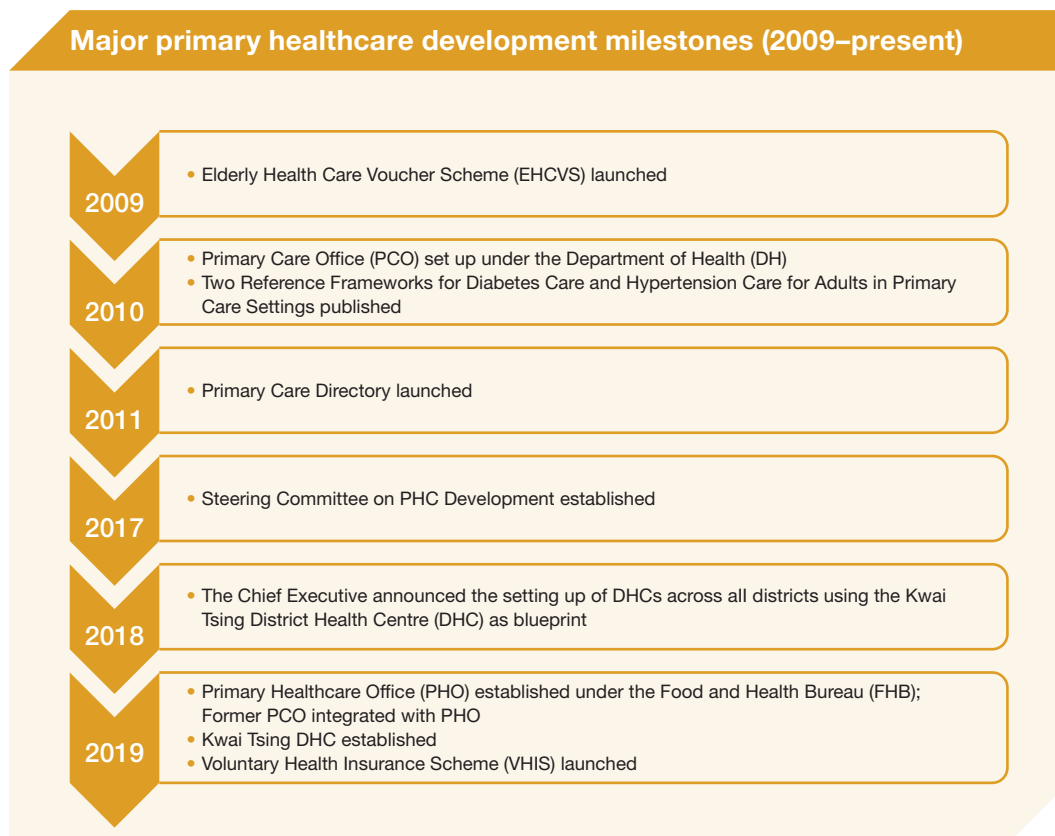 Major primary healthcare development milestones (2009–present)
2009
• Elderly Health Care Voucher Scheme (EHCVS) launched
2010
• Primary Care Office (PCO) set up under the Department of Health (DH)
• Two Reference Frameworks for Diabetes Care and Hypertension Care for Adults in Primary
Care Settings published
2011
• Primary Care Directory launched
2017
• Steering Committee on PHC Development established
2018
• The Chief Executive announced the setting up of DHCs across all districts using the Kwai
Tsing District Health Centre (DHC) as blueprint
2019
• Primary Healthcare Office (PHO) established under the Food and Health Bureau (FHB);
Former PCO integrated with PHO
• Kwai Tsing DHC established
• Voluntary Health Insurance Scheme (VHIS) launched